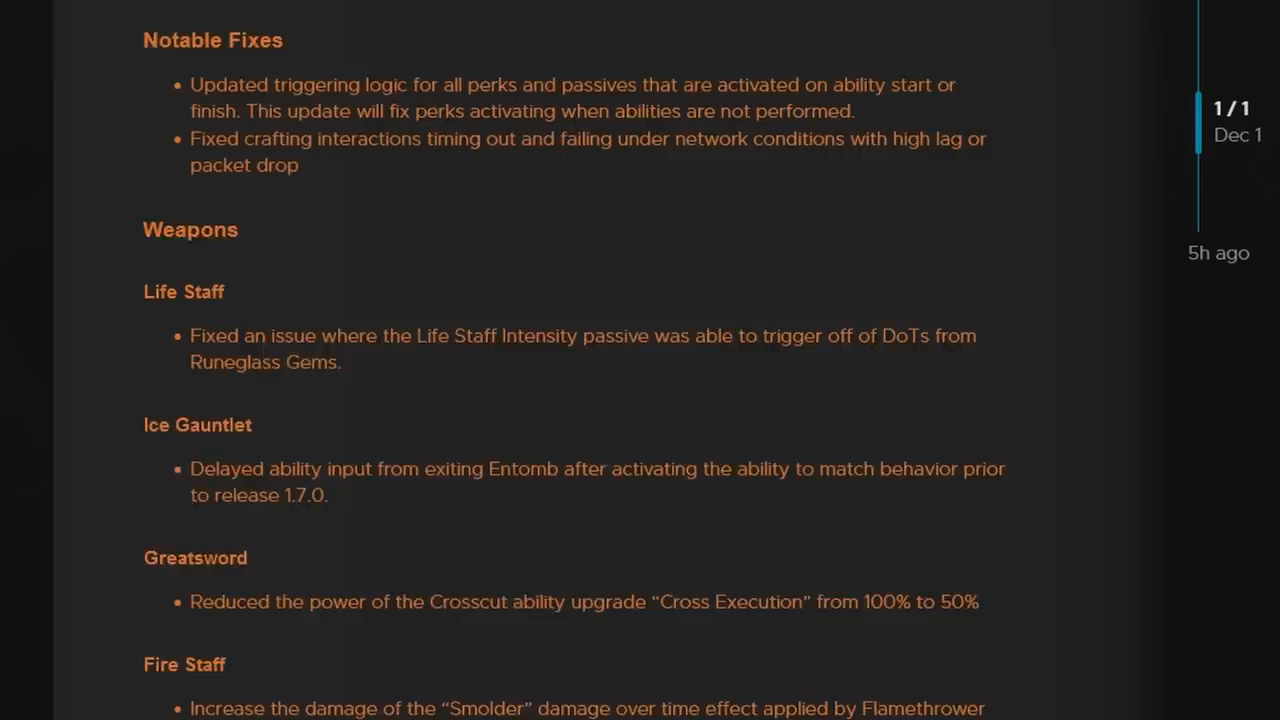 Notable Fixes
• Updated triggering logic for all perks and passives that are activated on ability start or
finish. This update will fix perks activating when abilities are not performed.
• Fixed crafting interactions timing out and failing under network conditions with high lag or
packet drop
Weapons
Life Staff
• Fixed an issue where the Life Staff Intensity passive was able to trigger off of DoTs from
Runeglass Gems.
Ice Gauntlet
• Delayed ability input from exiting Entomb after activating the ability to match behavior prior
to release 1.7.0.
Greatsword
• Reduced the power of the Crosscut ability upgrade “Cross Execution” from 100% to 50%
Fire Staff
• Increase the damage of the “Smolder” damage over time effect applied by Flamethrower
1 / 1
Dec 1
5h ago